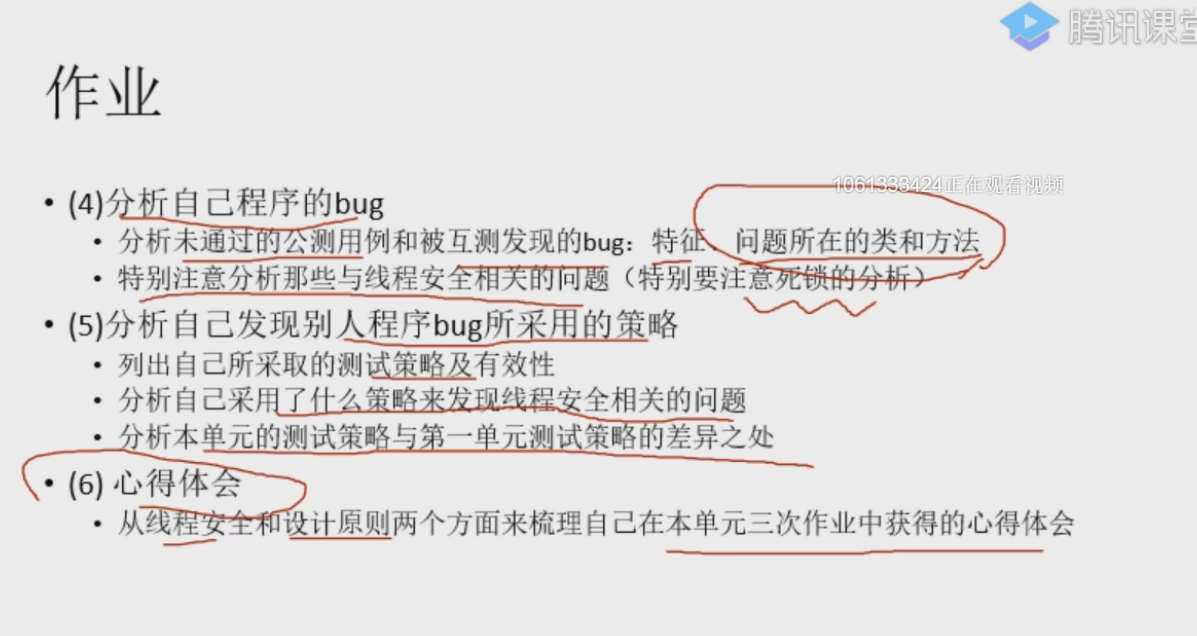 腾讯课堂
作业
1061333424正在观看视频
• (4)分析自己程序的bug
• 分析未通过的公测用例和被互测发现的bug：特征、问题所在的类和方法
• 特别注意分析那些与线程安全相关的问题（特别要注意死锁的分析）
• (5)分析自己发现别人程序bug所采用的策略
• 列出自己所采取的测试策略及有效性
• 分析自己采用了什么策略来发现线程安全相关的问题
• 分析本单元的测试策略与第一单元测试策略的差异之处
• (6) 心得体会
• 从线程安全和设计原则两个方面来梳理自己在本单元三次作业中获得的心得体会